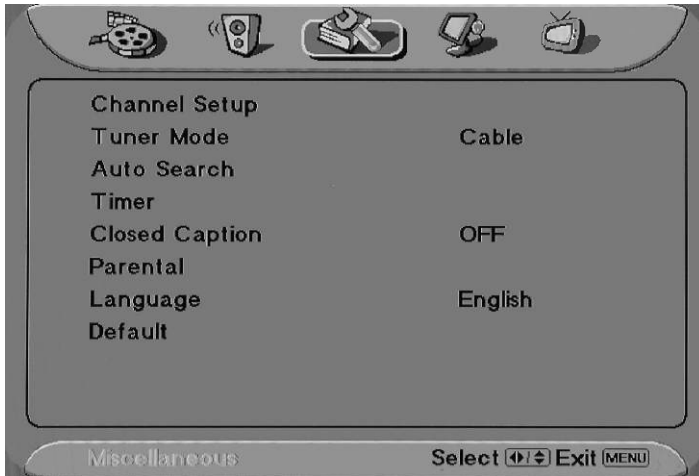 Channel Setup
Tuner Mode Cable
Auto Search
Timer
Closed Caption OFF
Parental
Language English
Default
Miscellaneous Select Exit MENU